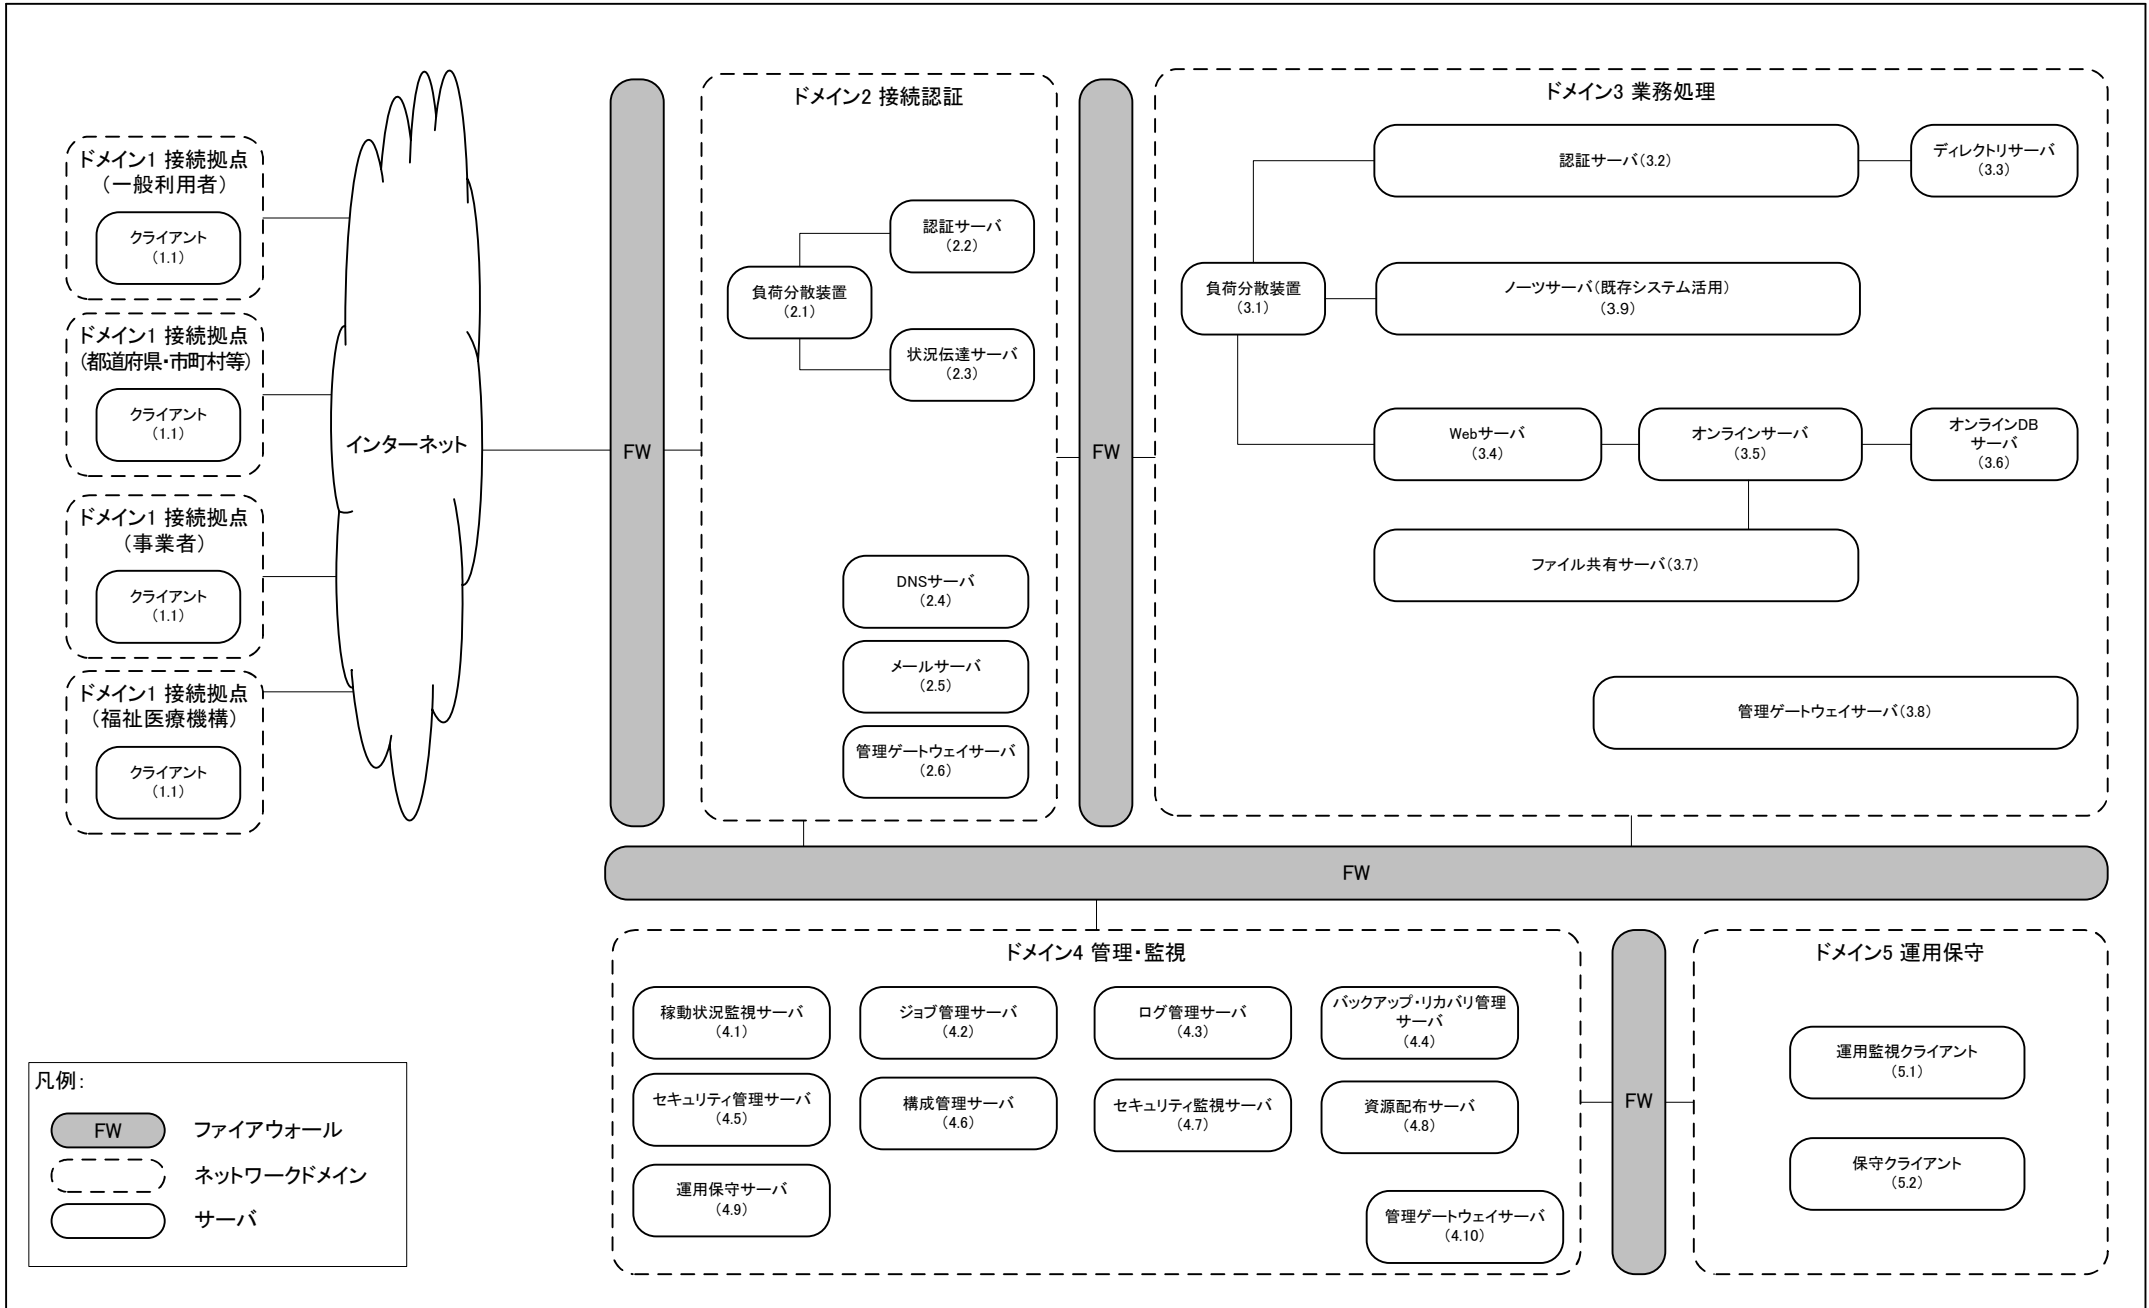 ドメイン1 接続拠点
（一般利用者）
クライアント
（1.1）
ドメイン1 接続拠点
（都道府県・市町村等）
クライアント
（1.1）
ドメイン1 接続拠点
（事業者）
クライアント
（1.1）
ドメイン1 接続拠点
（福祉医療機構）
クライアント
（1.1）
インターネット
FW
ドメイン2 接続認証
認証サーバ
（2.2）
負荷分散装置
（2.1）
状況伝達サーバ
（2.3）
DNSサーバ
（2.4）
メールサーバ
（2.5）
管理ゲートウェイサーバ
（2.6）
FW
ドメイン3 業務処理
認証サーバ（3.2）
ディレクトリサーバ
（3.3）
負荷分散装置
（3.1）
ノーツサーバ（既存システム活用）
（3.9）
Webサーバ
（3.4）
オンラインサーバ
（3.5）
オンラインDB
サーバ
（3.6）
ファイル共有サーバ（3.7）
管理ゲートウェイサーバ（3.8）
FW
ドメイン4 管理・監視
稼動状況監視サーバ
（4.1）
ジョブ管理サーバ
（4.2）
ログ管理サーバ
（4.3）
バックアップ・リカバリ管理
サーバ
（4.4）
セキュリティ管理サーバ
（4.5）
構成管理サーバ
（4.6）
セキュリティ監視サーバ
（4.7）
資源配布サーバ
（4.8）
運用保守サーバ
（4.9）
管理ゲートウェイサーバ
（4.10）
FW
ドメイン5 運用保守
運用監視クライアント
（5.1）
保守クライアント
（5.2）
凡例：
FW
ファイアウォール
ネットワークドメイン
サーバ